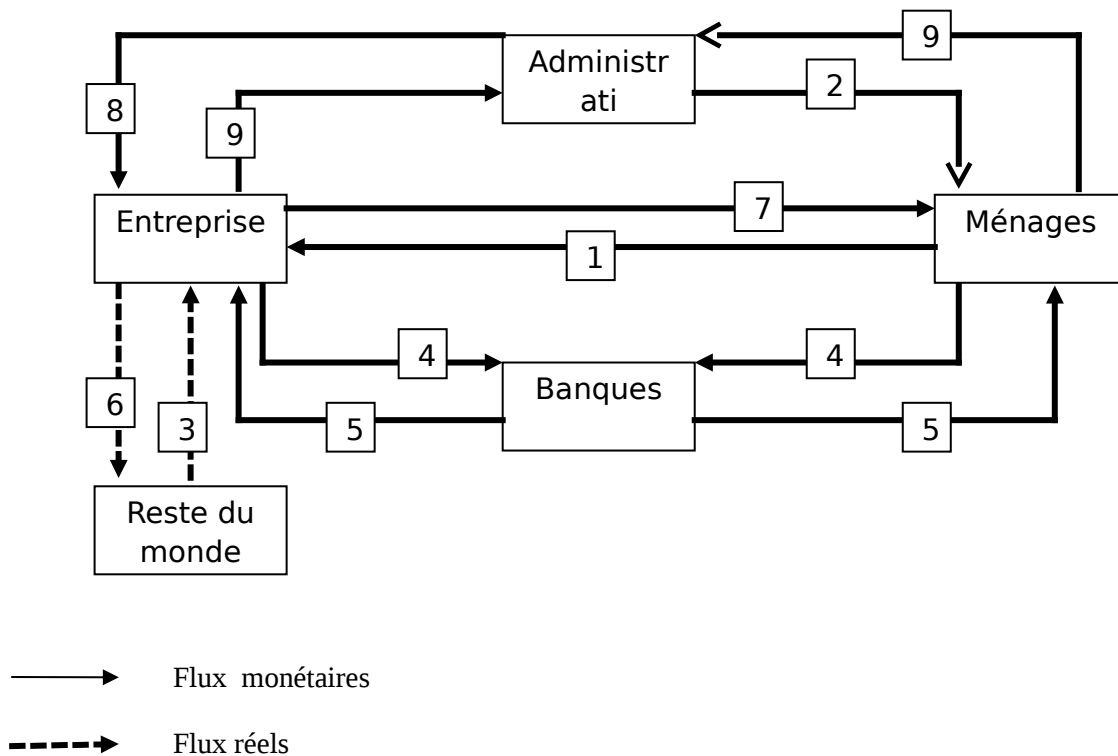 9
Administr
ati
2
8
9
Entreprise
7
Ménages
1
4
4
Banques
6
3
5
5
Reste du
monde
Flux monétaires
Flux réels